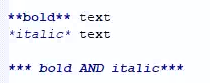 **bold** text
*italic* text
*** bold AND italic***